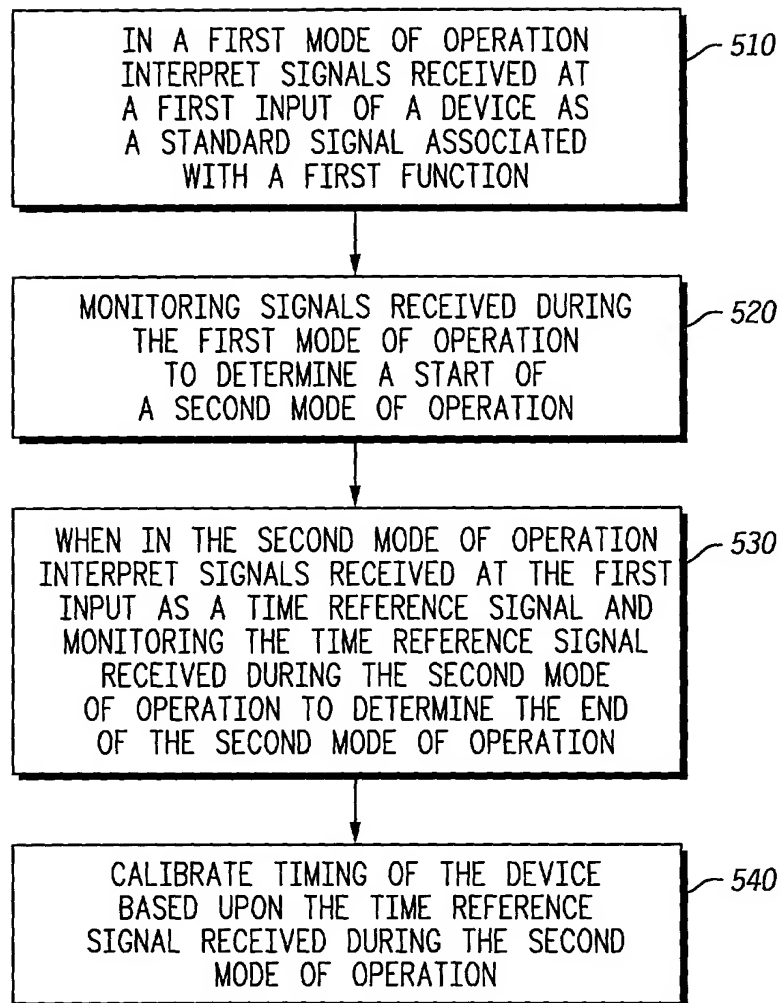 IN A FIRST MODE OF OPERATION
INTERPRET SIGNALS RECEIVED AT
A FIRST INPUT OF A DEVICE AS
A STANDARD SIGNAL ASSOCIATED
WITH A FIRST FUNCTION
510
MONITORING SIGNALS RECEIVED DURING
THE FIRST MODE OF OPERATION
TO DETERMINE A START OF
A SECOND MODE OF OPERATION
520
WHEN IN THE SECOND MODE OF OPERATION
INTERPRET SIGNALS RECEIVED AT THE FIRST
INPUT AS A TIME REFERENCE SIGNAL AND
MONITORING THE TIME REFERENCE SIGNAL
RECEIVED DURING THE SECOND MODE
OF OPERATION TO DETERMINE THE END
OF THE SECOND MODE OF OPERATION
530
CALIBRATE TIMING OF THE DEVICE
BASED UPON THE TIME REFERENCE
SIGNAL RECEIVED DURING THE SECOND
MODE OF OPERATION
540